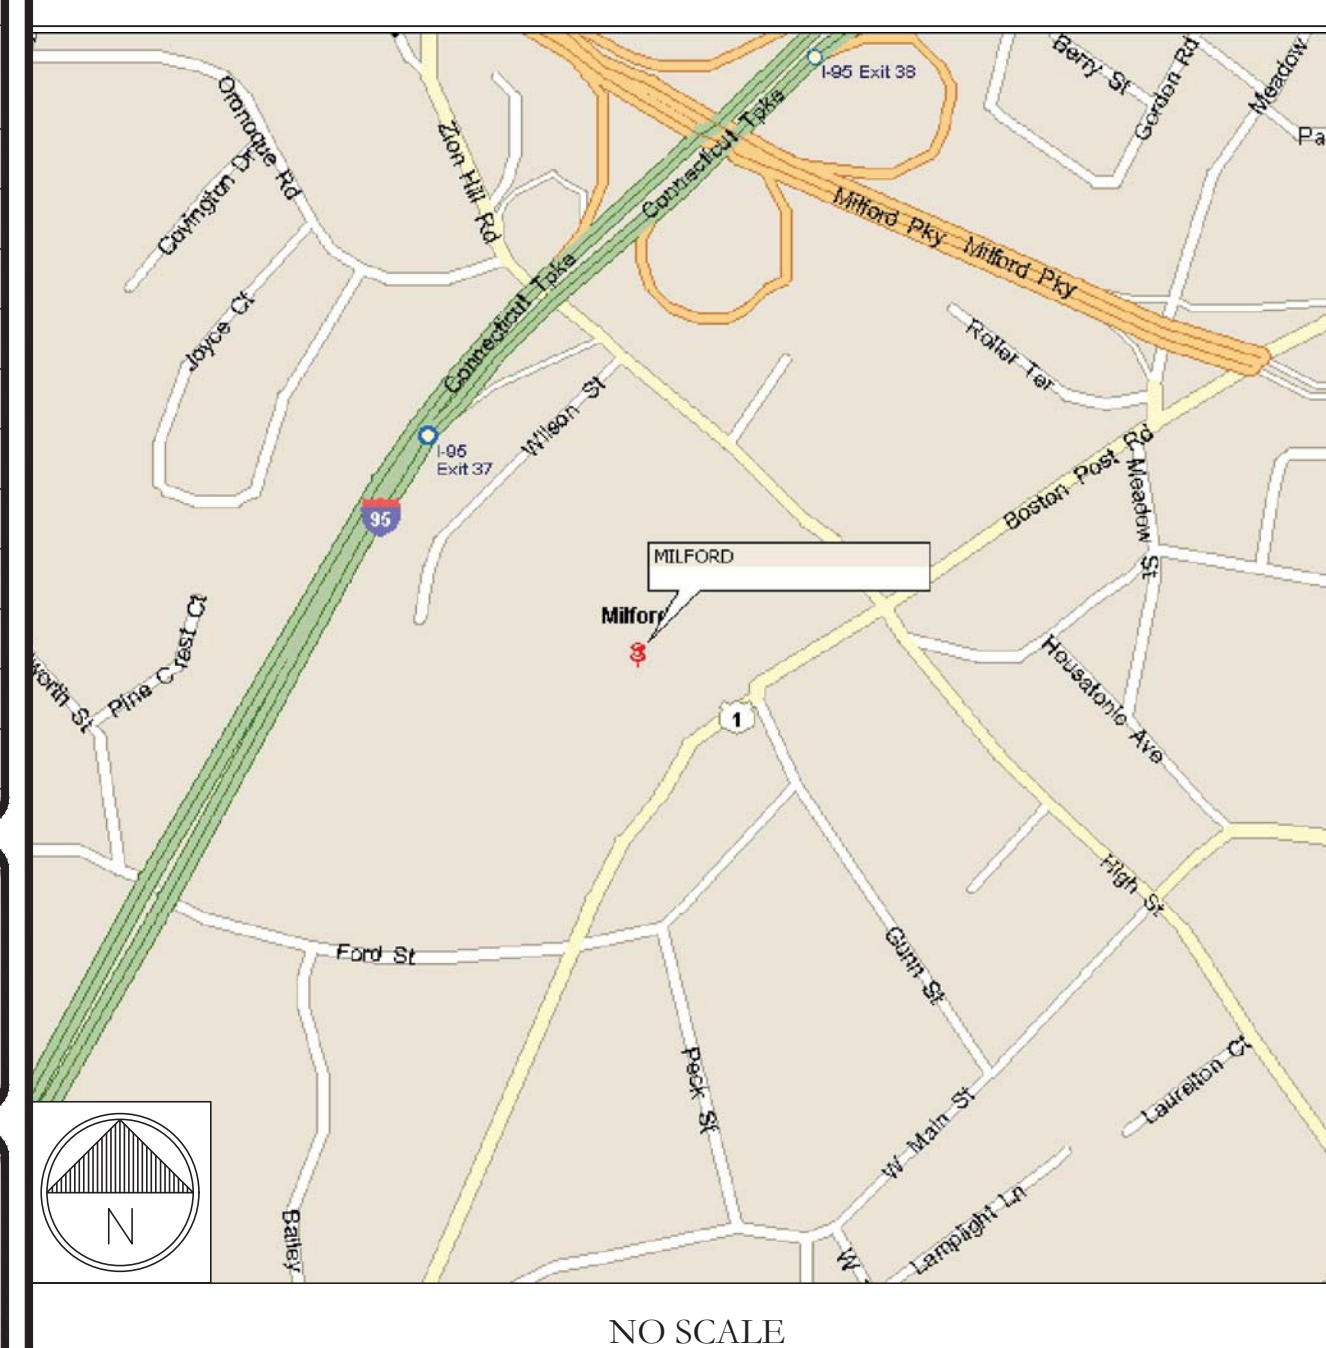 I-95 Exit 38
Berry St
Gordon Rd
Meadow
Pa
Oronoque Rd
Covington Dr
Zion Hill Rd
Connecticut Tpke
Milford Pky
Milford Pky
Connecticut Tpke
Joyce Ct
Roller Ter
Wilson St
I-95
Exit 37
95
Boston Post Rd
Meadow St
MILFORD
Milford
Pine Crest Ct
worth St
1
Housatonic Ave
High St
Ford St
Gunn St
Peck St
Laurelton Ct
W Main St
Lamplight Ln
Bailey
W
N
NO SCALE